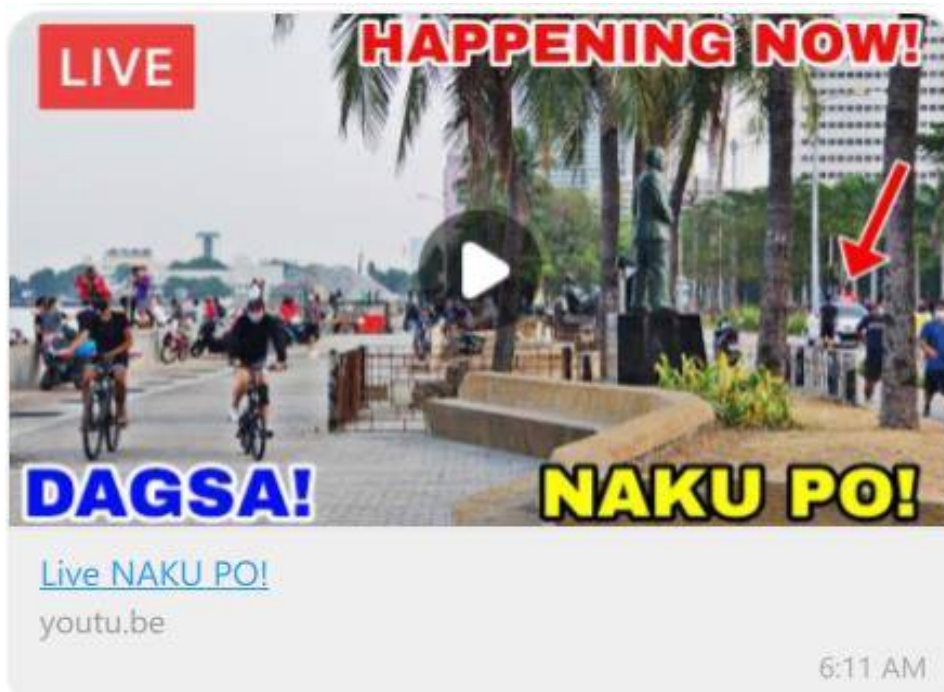 LIVE
HAPPENING NOW!
DAGSA!
NAKU PO!
Live NAKU PO!
youtu.be
6:11 AM